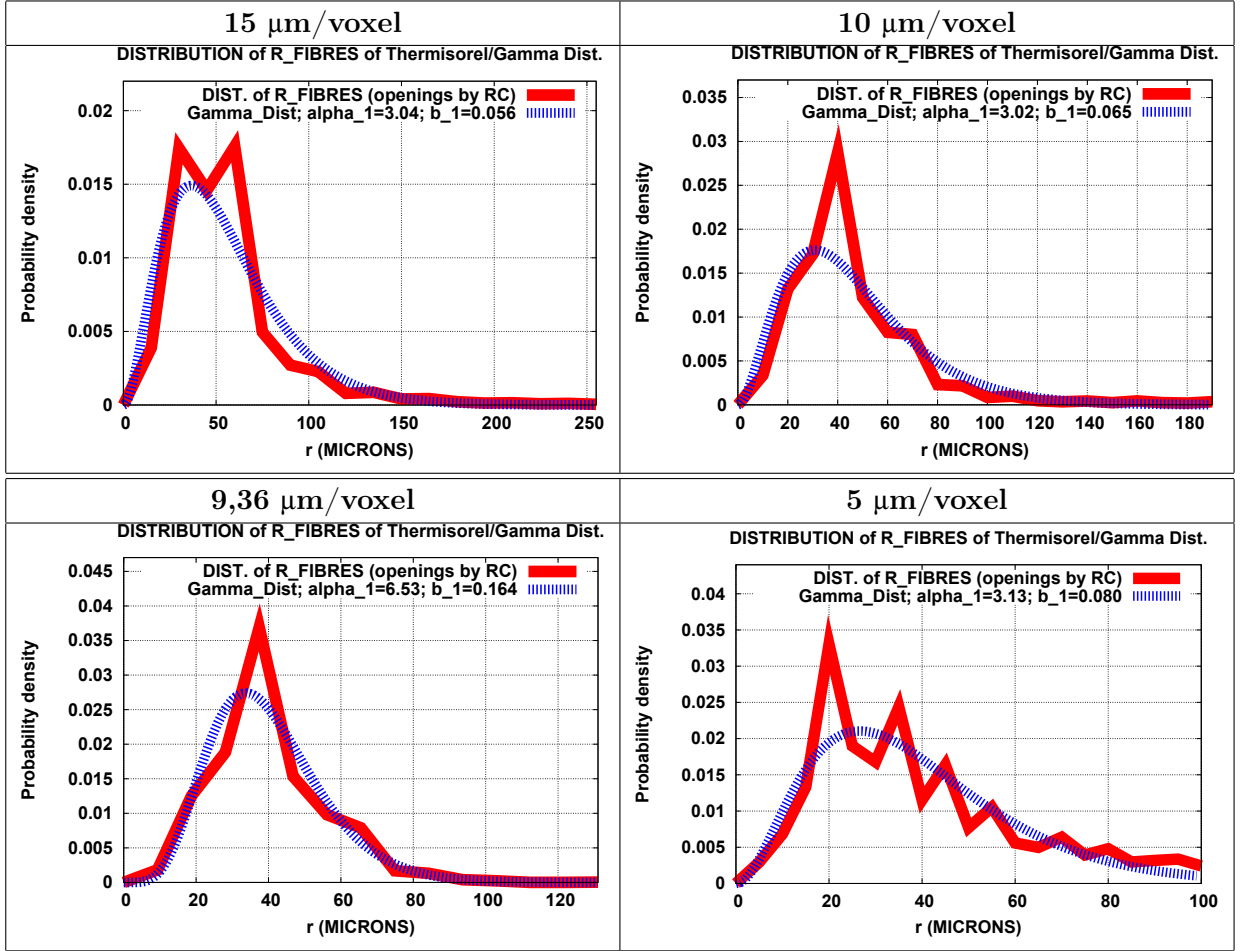 15 µm/voxel
DISTRIBUTION of R_FIBRES of Thermisorel/Gamma Dist.
DIST. of R_FIBRES (openings by RC)
Gamma_Dist; alpha_1=3.04; b_1=0.056
Probability density
0.02
0.015
0.01
0.005
0
0 50 100 150 200 250
r (MICRONS)
10 µm/voxel
DISTRIBUTION of R_FIBRES of Thermisorel/Gamma Dist.
DIST. of R_FIBRES (openings by RC)
Gamma_Dist; alpha_1=3.02; b_1=0.065
Probability density
0.035
0.03
0.025
0.02
0.015
0.01
0.005
0
0 20 40 60 80 100 120 140 160 180
r (MICRONS)
9,36 µm/voxel
DISTRIBUTION of R_FIBRES of Thermisorel/Gamma Dist.
DIST. of R_FIBRES (openings by RC)
Gamma_Dist; alpha_1=6.53; b_1=0.164
Probability density
0.045
0.04
0.035
0.03
0.025
0.02
0.015
0.01
0.005
0
0 20 40 60 80 100 120
r (MICRONS)
5 µm/voxel
DISTRIBUTION of R_FIBRES of Thermisorel/Gamma Dist.
DIST. of R_FIBRES (openings by RC)
Gamma_Dist; alpha_1=3.13; b_1=0.080
Probability density
0.04
0.035
0.03
0.025
0.02
0.015
0.01
0.005
0
0 20 40 60 80 100
r (MICRONS)